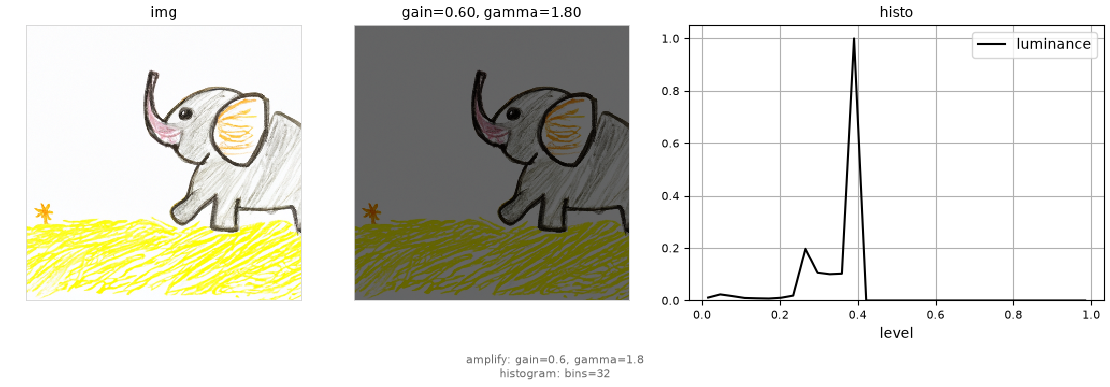 img
gain=0.60, gamma=1.80
histo
luminance
1.0
0.8
0.6
0.4
0.2
0.0
0.0 0.2 0.4 0.6 0.8 1.0
level
amplify: gain=0.6, gamma=1.8
histogram: bins=32